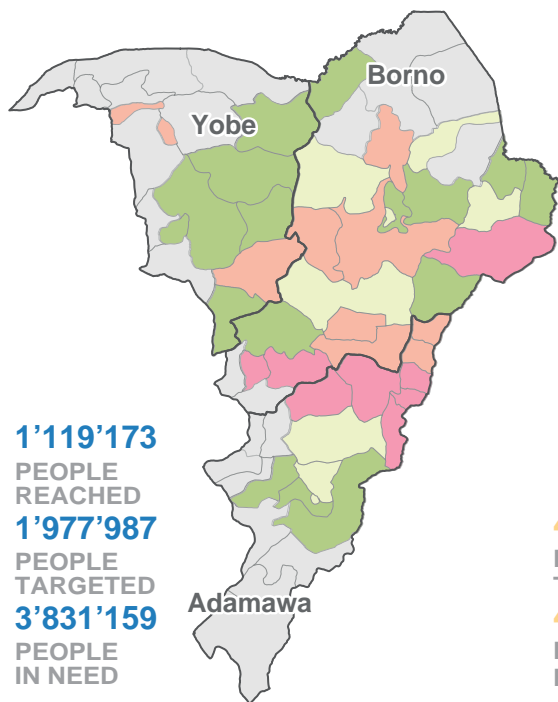 Borno
Yobe
1’119’173
PEOPLE
REACHED
1’977’987
PEOPLE
TARGETED
3’831’159
PEOPLE
IN NEED
Adamawa